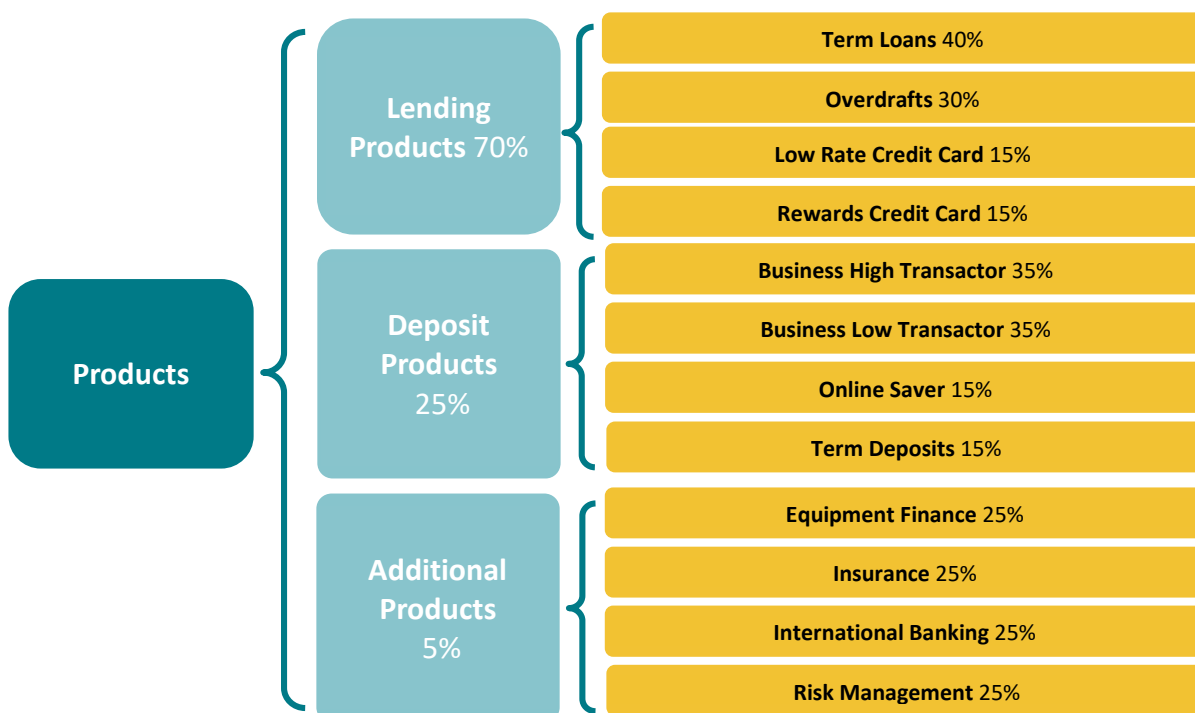 Products
Lending
Products 70%
Term Loans 40%
Overdrafts 30%
Low Rate Credit Card 15%
Rewards Credit Card 15%
Deposit
Products
25%
Business High Transactor 35%
Business Low Transactor 35%
Online Saver 15%
Term Deposits 15%
Additional
Products
5%
Equipment Finance 25%
Insurance 25%
International Banking 25%
Risk Management 25%